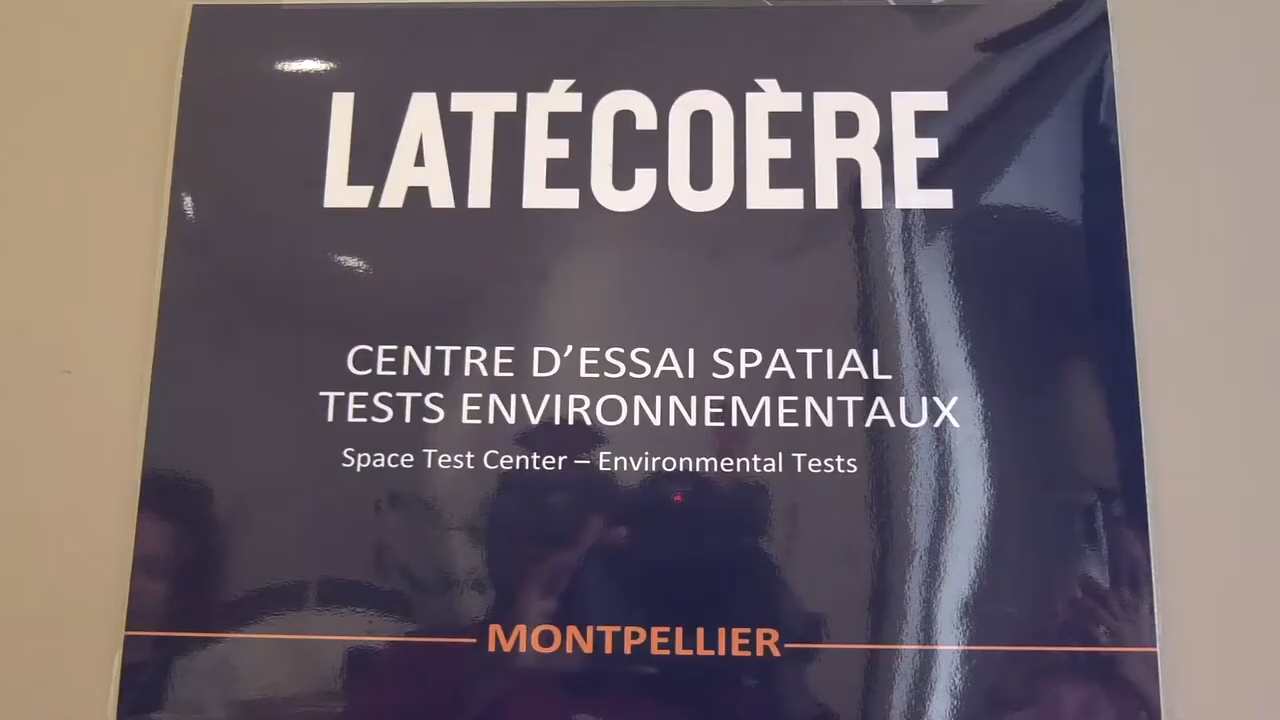 LATÉCOÈRE
CENTRE D’ESSAI SPATIAL
TESTS ENVIRONNEMENTAUX
Space Test Center – Environmental Tests
MONTPELLIER